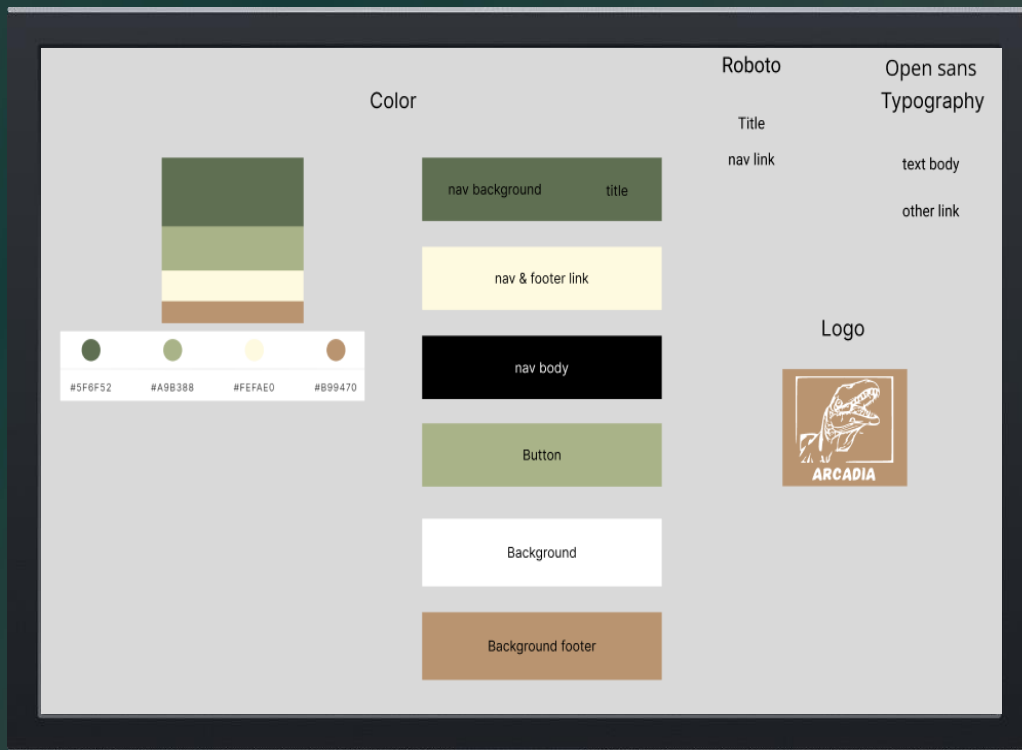 Color
#5F6F52
#A9B388
#FEFAE0
#B99470
nav background title
nav & footer link
nav body
Button
Background
Background footer
Roboto
Title
nav link
Open sans
Typography
text body
other link
Logo
ARCADIA